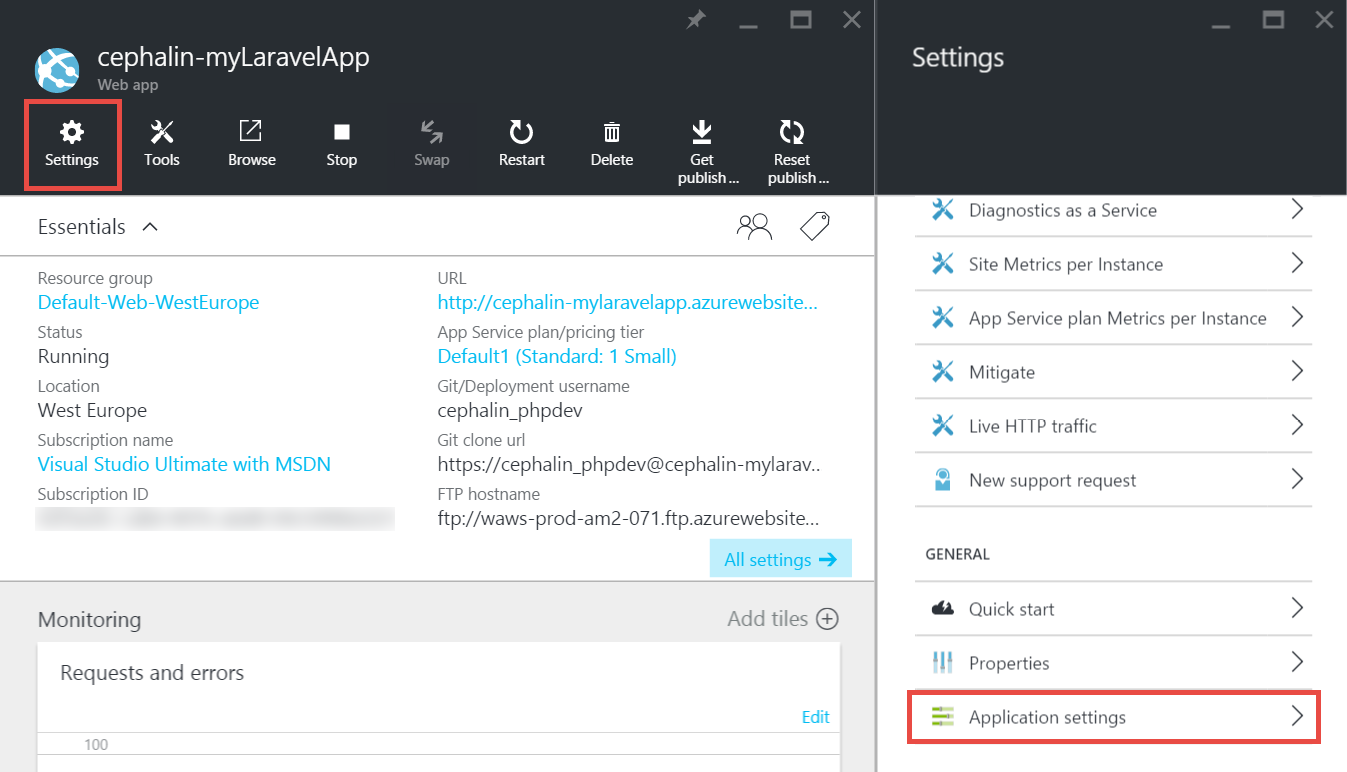 cephalin-myLaravelApp
Web app
Settings
Tools
Browse
Stop
Swap
Restart
Delete
Get
publish ...
Reset
publish ...
Essentials
Resource group
Default-Web-WestEurope
Status
Running
Location
West Europe
Subscription name
Visual Studio Ultimate with MSDN
Subscription ID
URL
http://cephalin-mylaravelapp.azurewebsite...
App Service plan/pricing tier
Default1 (Standard: 1 Small)
Git/Deployment username
cephalin_phpdev
Git clone url
https://cephalin_phpdev@cephalin-mylarav..
FTP hostname
ftp://waws-prod-am2-071.ftp.azurewebsite...
All settings
Monitoring
Add tiles
Requests and errors
Edit
100
Settings
Diagnostics as a Service
Site Metrics per Instance
App Service plan Metrics per Instance
Mitigate
Live HTTP traffic
New support request
GENERAL
Quick start
Properties
Application settings